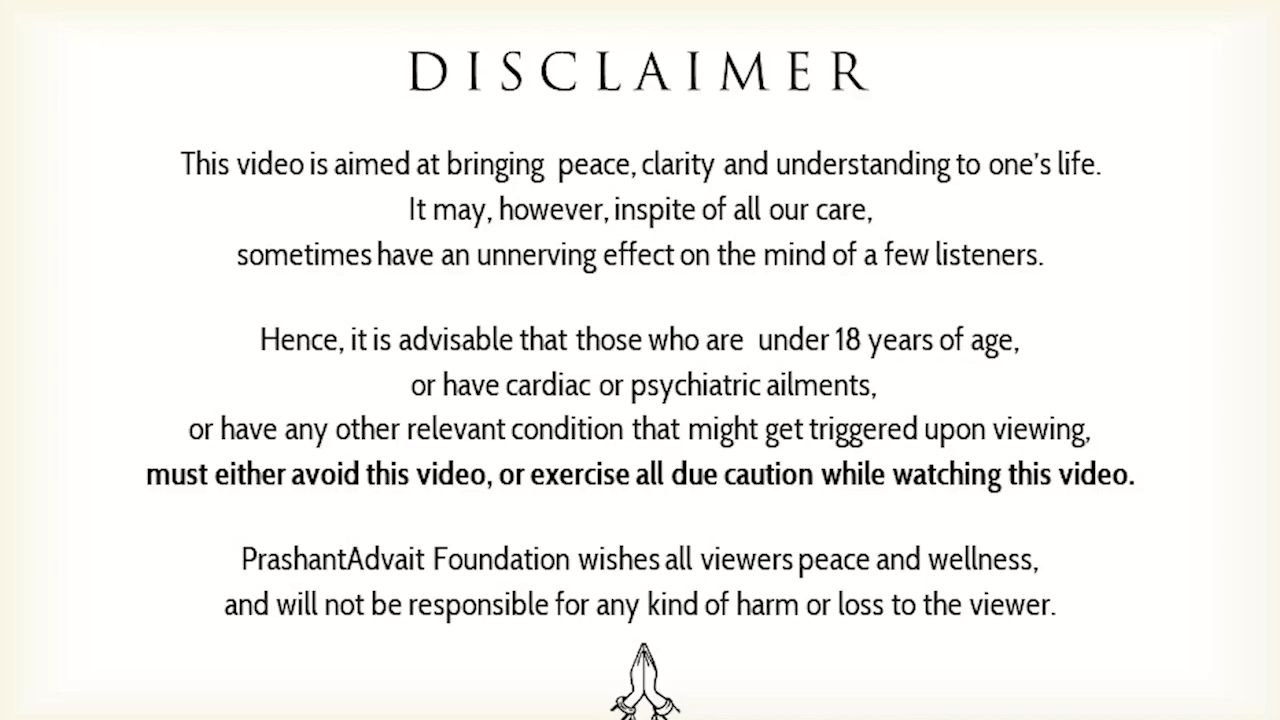 DISCLAIMER
This video is aimed at bringing peace, clarity and understanding to one's life.
It may, however, inspite of all our care,
sometimes have an unnerving effect on the mind of a few listeners.
Hence, it is advisable that those who are under 18 years of age,
or have cardiac or psychiatric ailments,
or have any other relevant condition that might get triggered upon viewing,
must either avoid this video, or exercise all due caution while watching this video.
PrashantAdvait Foundation wishes all viewers peace and wellness,
and will not be responsible for any kind of harm or loss to the viewer.